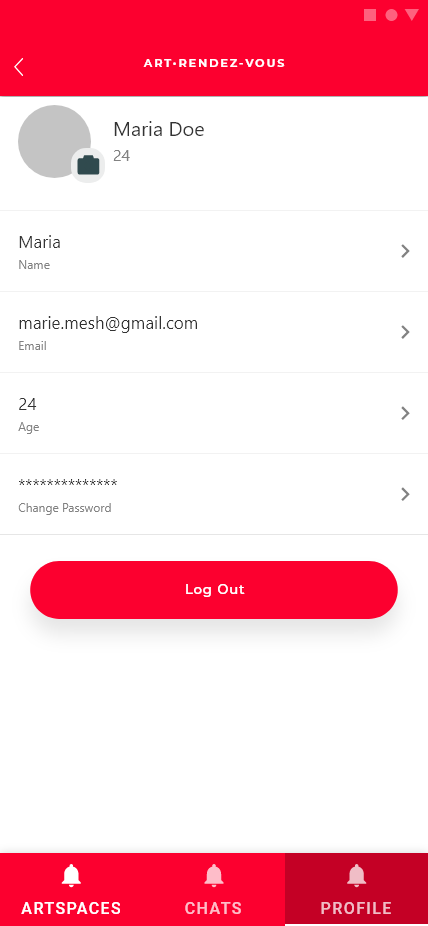 ART•RENDEZ-VOUS
Maria Doe
24
Maria
Name
marie.mesh@gmail.com
Email
24
Age
**************
Change Password
Log Out
ARTSPACES CHATS PROFILE